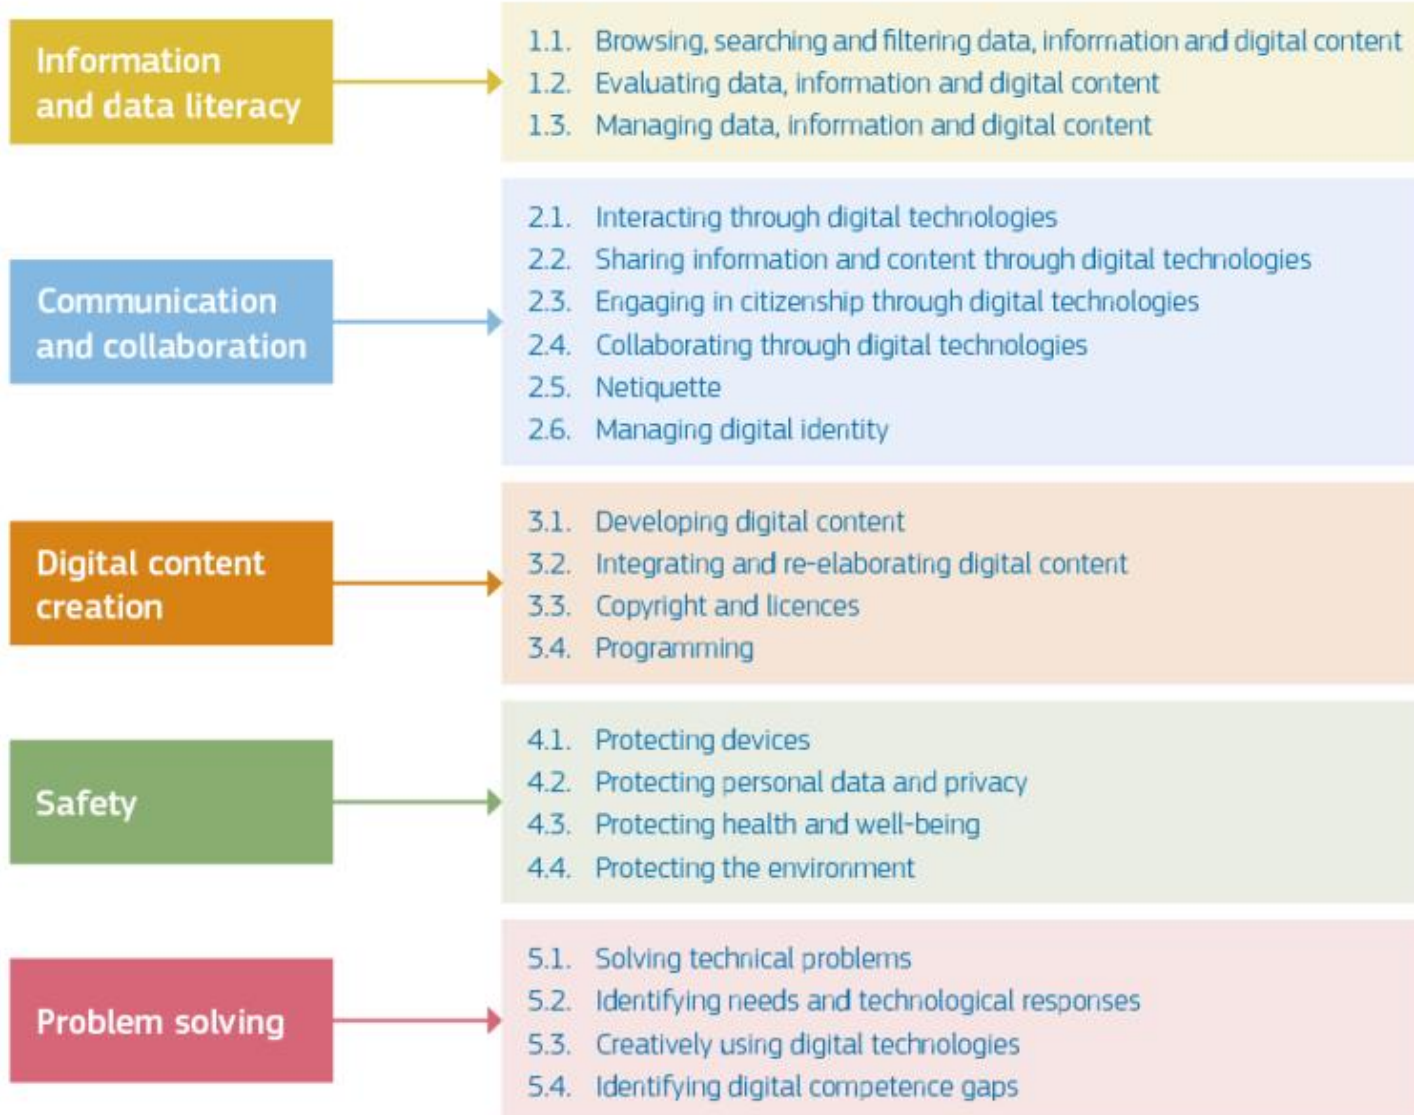 Information
and data literacy
1.1. Browsing, searching and filtering data, information and digital content
1.2. Evaluating data, information and digital content
1.3. Managing data, information and digital content
Communication
and collaboration
2.1. Interacting through digital technologies
2.2. Sharing information and content through digital technologies
2.3. Engaging in citizenship through digital technologies
2.4. Collaborating through digital technologies
2.5. Netiquette
2.6. Managing digital identity
Digital content
creation
3.1. Developing digital content
3.2. Integrating and re-elaborating digital content
3.3. Copyright and licences
3.4. Programming
Safety
4.1. Protecting devices
4.2. Protecting personal data and privacy
4.3. Protecting health and well-being
4.4. Protecting the environment
Problem solving
5.1. Solving technical problems
5.2. Identifying needs and technological responses
5.3. Creatively using digital technologies
5.4. Identifying digital competence gaps